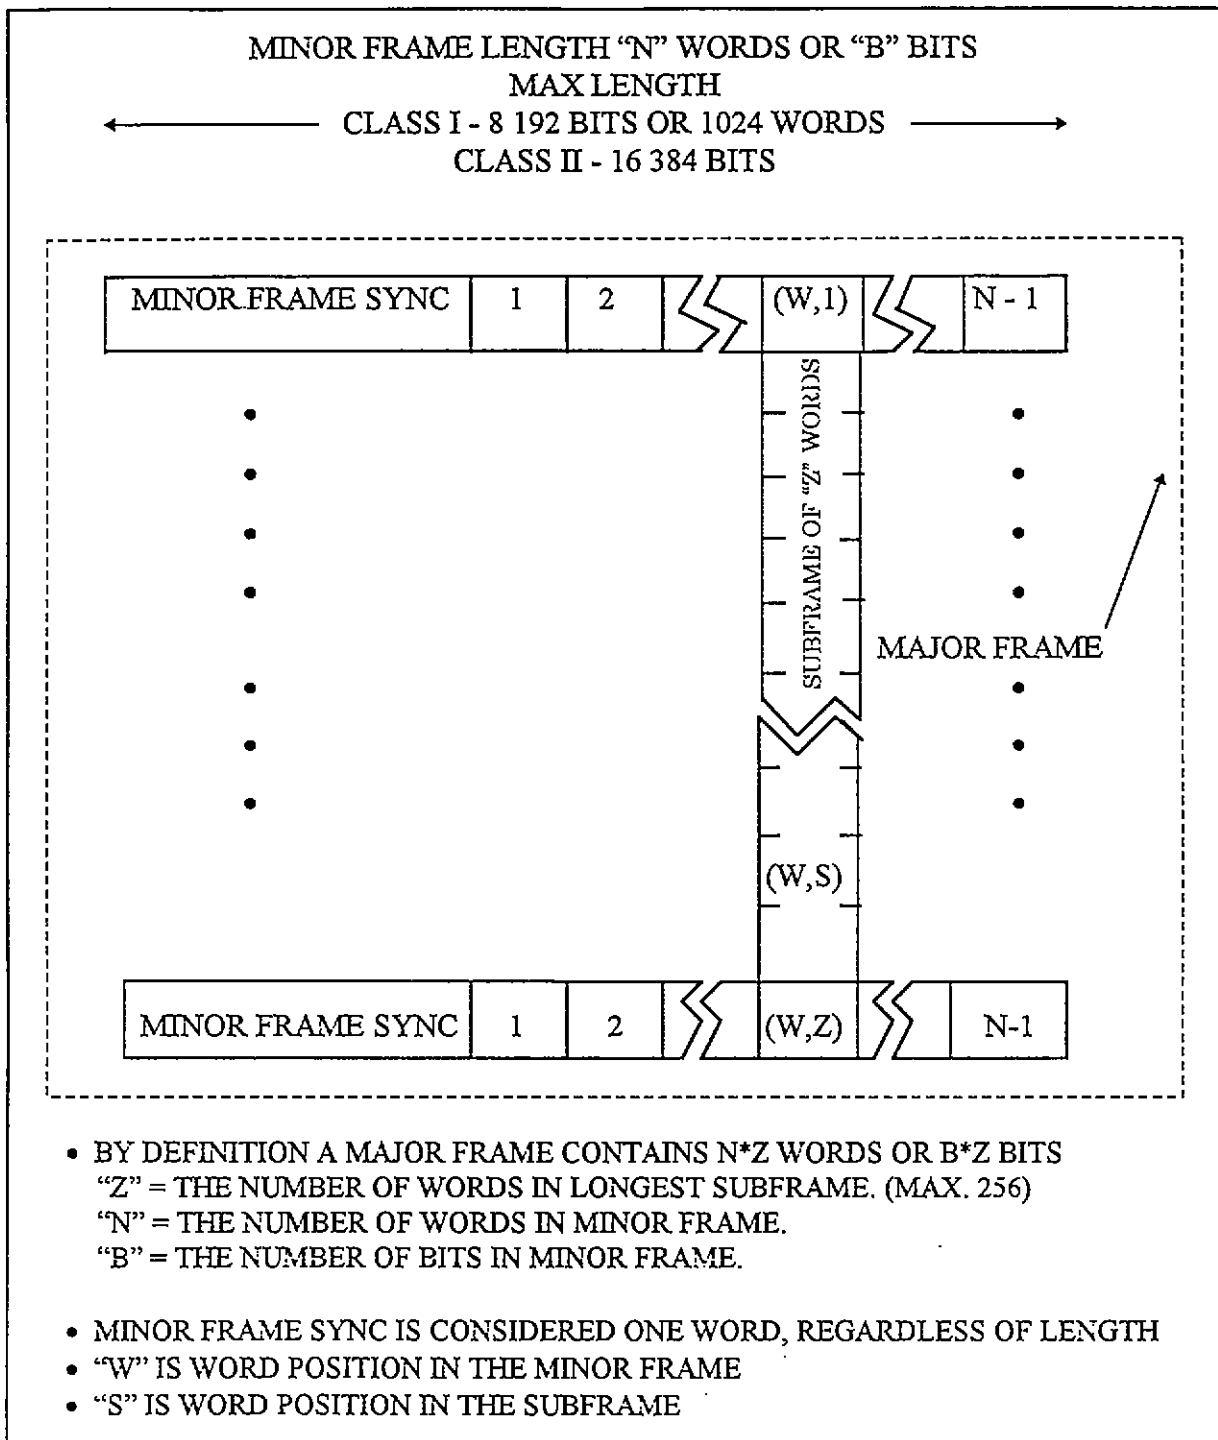 MINOR FRAME LENGTH “N” WORDS OR “B” BITS
MAX LENGTH
CLASS I - 8 192 BITS OR 1024 WORDS
CLASS II - 16 384 BITS
MINOR FRAME SYNC 1 2 (W,1) N - 1
SUBFRAME OF “Z” WORDS
MAJOR FRAME
(W,S)
MINOR FRAME SYNC 1 2 (W,Z) N-1
• BY DEFINITION A MAJOR FRAME CONTAINS N*Z WORDS OR B*Z BITS
“Z” = THE NUMBER OF WORDS IN LONGEST SUBFRAME. (MAX. 256)
“N” = THE NUMBER OF WORDS IN MINOR FRAME.
“B” = THE NUMBER OF BITS IN MINOR FRAME.
• MINOR FRAME SYNC IS CONSIDERED ONE WORD, REGARDLESS OF LENGTH
• “W” IS WORD POSITION IN THE MINOR FRAME
• “S” IS WORD POSITION IN THE SUBFRAME